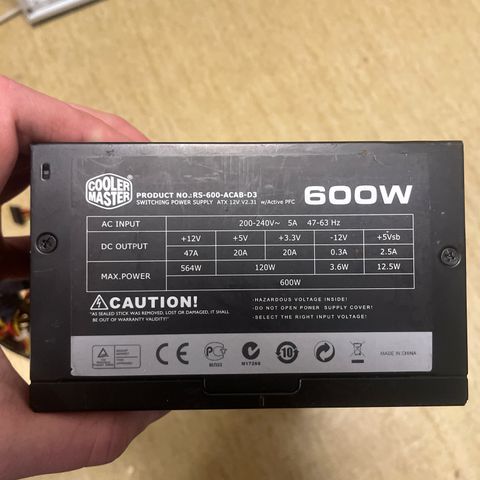 COOLER
MASTER
PRODUCT NO.:RS-600-ACAB-D3
SWITCHING POWER SUPPLY ATX 12V V2.31 w/Active PFC
600W
AC INPUT 200-240V~ 5A 47-63 Hz
DC OUTPUT +12V +5V +3.3V -12V +5Vsb
47A 20A 20A 0.3A 2.5A
MAX.POWER 564W 120W 3.6W 12.5W
600W
CAUTION!
"AS SEALED STICK WAS REMOVED, LOST OR DAMAGED, IT SHALL
BE OUT OF WARRANTY VALIDITY"
-HAZARDOUS VOLTAGE INSIDE!
-DO NOT OPEN POWER SUPPLY COVER!
-SELECT THE RIGHT INPUT VOLTAGE!
CE
N17268
10
MADE IN CHINA